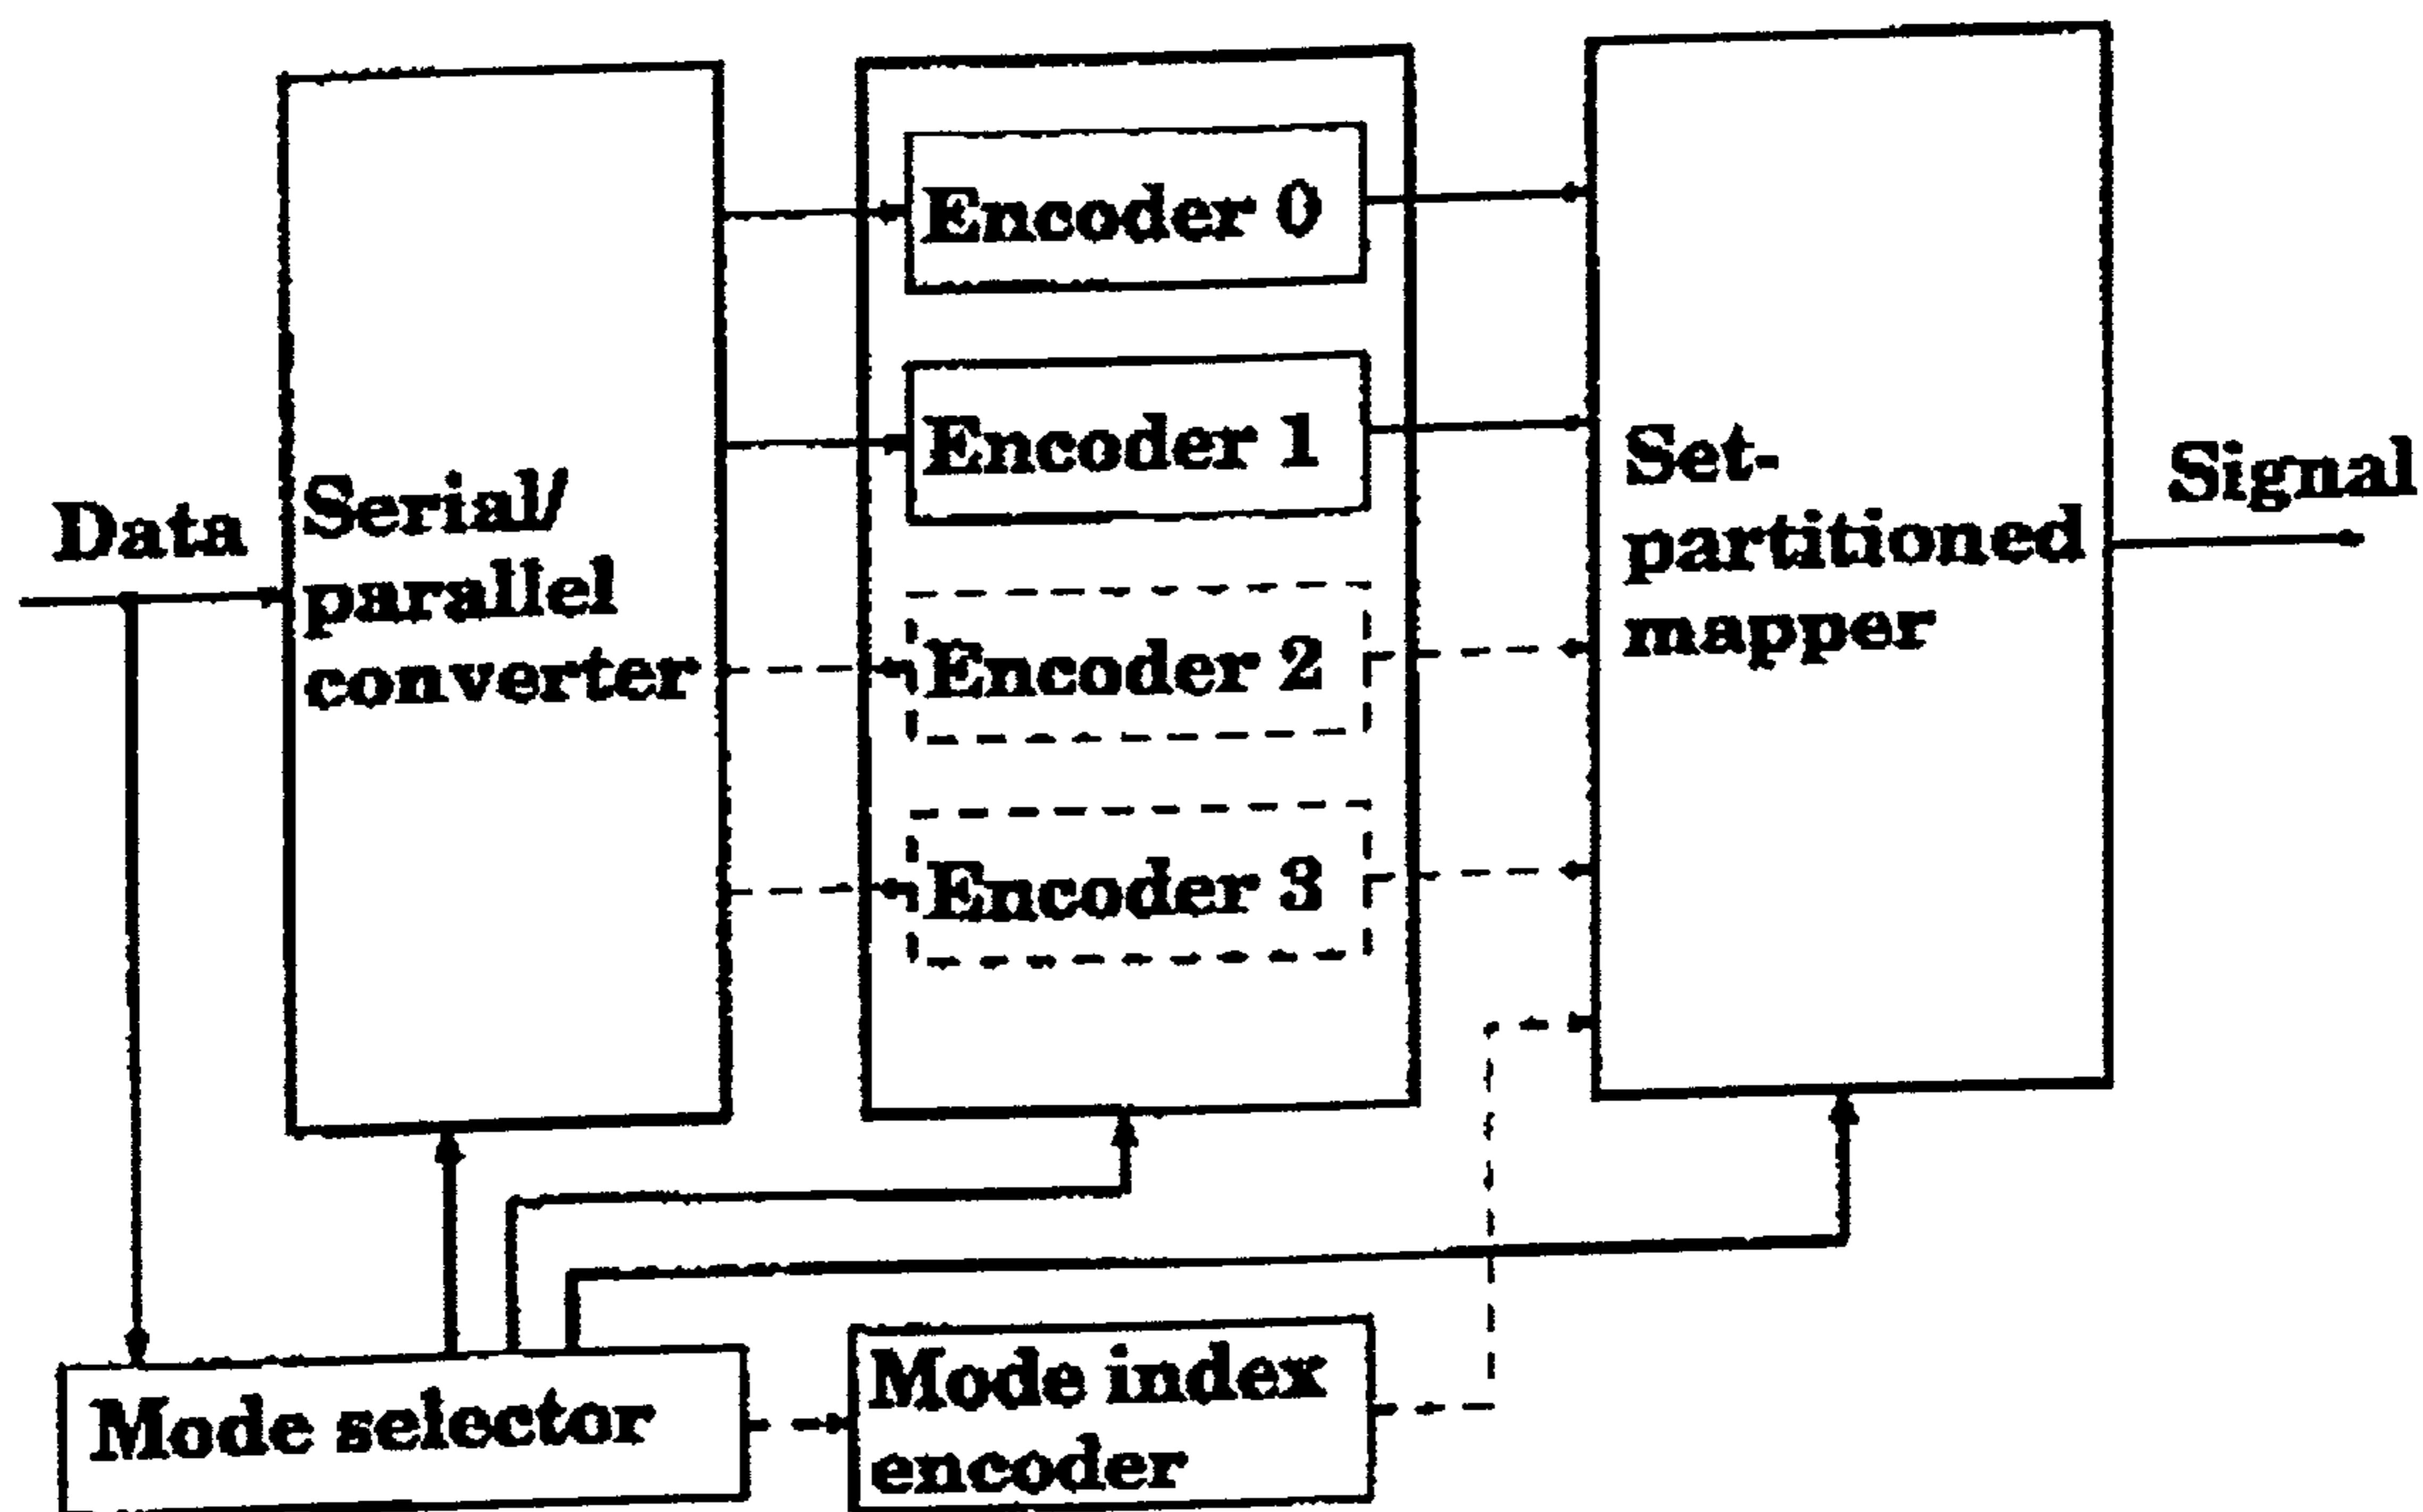 Data
Serial/
parallel
converter
Encoder 0
Encoder 1
Encoder 2
Encoder 3
Set-
partitioned
mapper
Signal
Mode selector
Mode index
encoder